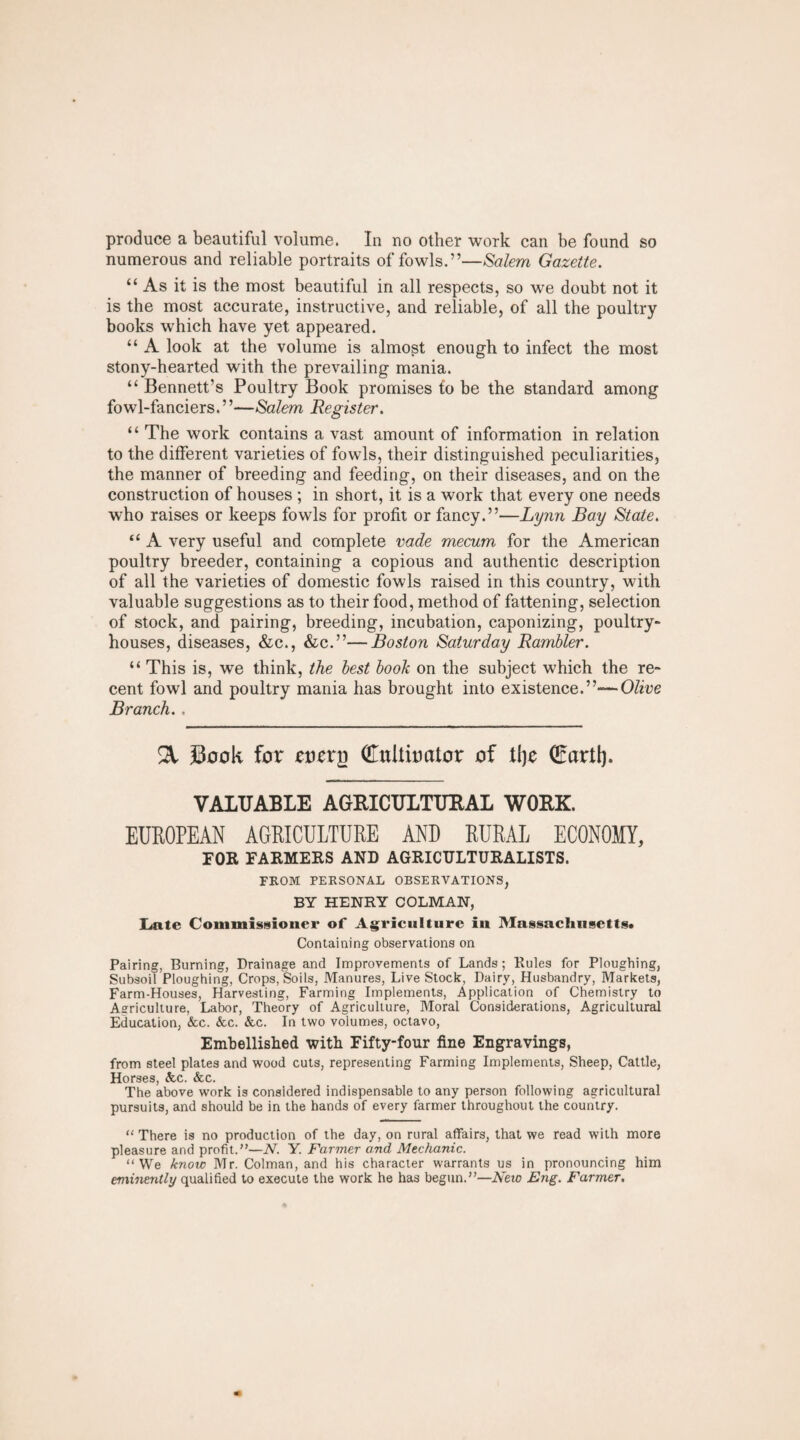 produce a beautiful volume. In no other work can be found so
numerous and reliable portraits of fowls.”—Salem Gazette.
“ As it is the most beautiful in all respects, so we doubt not it
is the most accurate, instructive, and reliable, of all the poultry
books which have yet appeared.
“ A look at the volume is almost enough to infect the most
stony-hearted with the prevailing mania.
“ Bennett’s Poultry Book promises to be the standard among
fowl-fanciers.”—Salem Register.
“ The work contains a vast amount of information in relation
to the different varieties of fowls, their distinguished peculiarities,
the manner of breeding and feeding, on their diseases, and on the
construction of houses ; in short, it is a work that every one needs
who raises or keeps fowls for profit or fancy.”—Lynn Bay State.
“ A very useful and complete vade mecum for the American
poultry breeder, containing a copious and authentic description
of all the varieties of domestic fowls raised in this country, with
valuable suggestions as to their food, method of fattening, selection
of stock, and pairing, breeding, incubation, caponizing, poultry-
houses, diseases, &c., &c.”—Boston Saturday Rambler.
“ This is, we think, the best book on the subject which the re-
cent fowl and poultry mania has brought into existence.”—Olive
Branch. .
A Book for every Cultivator of the Earth.
VALUABLE AGRICULTURAL WORK.
EUROPEAN AGRICULTURE AND RURAL ECONOMY,
FOR FARMERS AND AGRICULTURALISTS.
FROM PERSONAL OBSERVATIONS,
BY HENRY COLMAN,
Late Commissioner of Agriculture in Massachusetts.
Containing observations on
Pairing, Burning, Drainage and Improvements of Lands ; Rules for Ploughing,
Subsoil Ploughing, Crops, Soils, Manures, Live Stock, Dairy, Husbandry, Markets,
Farm-Houses, Harvesting, Farming Implements, Application of Chemistry to
Agriculture, Labor, Theory of Agriculture, Moral Considerations, Agricultural
Education, &c. &c. &c. In two volumes, octavo,
Embellished with Fifty-four fine Engravings,
from steel plates and wood cuts, representing Farming Implements, Sheep, Cattle,
Horses, &c. &c.
The above work is considered indispensable to any person following agricultural
pursuits, and should be in the hands of every farmer throughout the country.
“ There is no production of the day, on rural affairs, that we read with more
pleasure and profit.”—N. Y. Farmer and Mechanic.
“ We know Mr. Colman, and his character warrants us in pronouncing him
eminently qualified to execute the work he has begun.”—New Eng. Farmer.